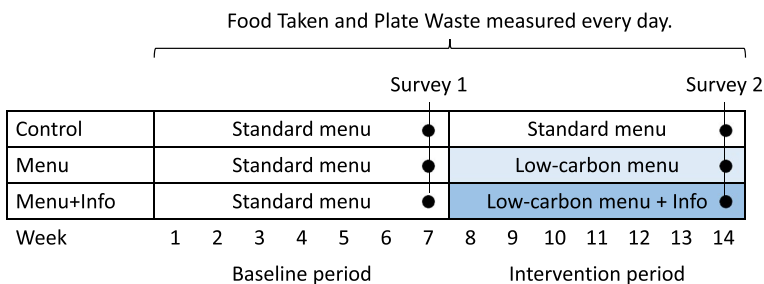 Food Taken and Plate Waste measured every day.
Survey 1 Survey 2
Control Standard menu Standard menu
Menu Standard menu Low-carbon menu
Menu+Info Standard menu Low-carbon menu + Info
Week 1 2 3 4 5 6 7 8 9 10 11 12 13 14
Baseline period Intervention period